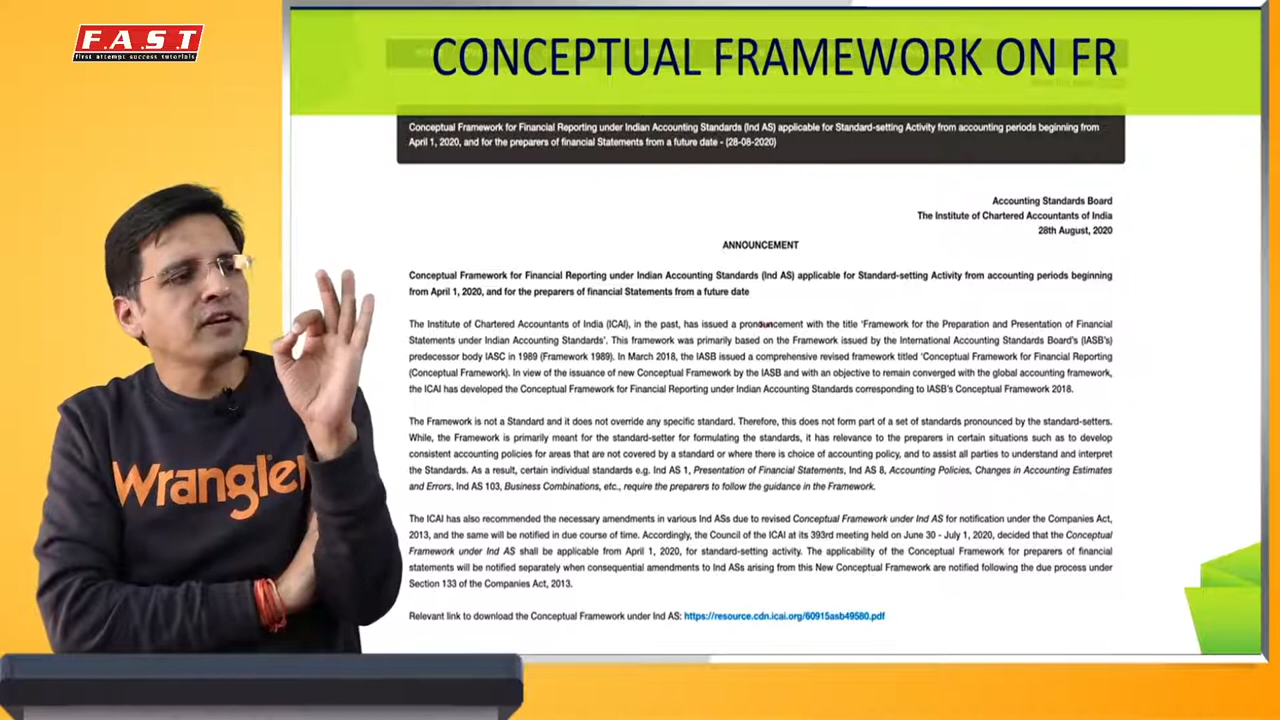 F.A.S.T
first attempt success tutorials
CONCEPTUAL FRAMEWORK ON FR
Conceptual Framework for Financial Reporting under Indian Accounting Standards (Ind AS) applicable for Standard-setting Activity from accounting periods beginning from
April 1, 2020, and for the preparers of financial Statements from a future date - (28-08-2020)
Accounting Standards Board
The Institute of Chartered Accountants of India
28th August, 2020
ANNOUNCEMENT
Conceptual Framework for Financial Reporting under Indian Accounting Standards (Ind AS) applicable for Standard-setting Activity from accounting periods beginning
from April 1, 2020, and for the preparers of financial Statements from a future date
The Institute of Chartered Accountants of India (ICAI), in the past, has issued a pronouncement with the title 'Framework for the Preparation and Presentation of Financial
Statements under Indian Accounting Standards'. This framework was primarily based on the Framework issued by the International Accounting Standards Board's (IASB's)
predecessor body IASC in 1989 (Framework 1989). In March 2018, the IASB issued a comprehensive revised framework titled 'Conceptual Framework for Financial Reporting
(Conceptual Framework). In view of the issuance of new Conceptual Framework by the IASB and with an objective to remain converged with the global accounting framework,
the ICAI has developed the Conceptual Framework for Financial Reporting under Indian Accounting Standards corresponding to IASB's Conceptual Framework 2018.
The Framework is not a Standard and it does not override any specific standard. Therefore, this does not form part of a set of standards pronounced by the standard-setters.
While, the Framework is primarily meant for the standard-setter for formulating the standards, it has relevance to the preparers in certain situations such as to develop
consistent accounting policies for areas that are not covered by a standard or where there is choice of accounting policy, and to assist all parties to understand and interpret
the Standards. As a result, certain individual standards e.g. Ind AS 1, Presentation of Financial Statements, Ind AS 8, Accounting Policies, Changes in Accounting Estimates
and Errors, Ind AS 103, Business Combinations, etc., require the preparers to follow the guidance in the Framework.
The ICAI has also recommended the necessary amendments in various Ind ASs due to revised Conceptual Framework under Ind AS for notification under the Companies Act,
2013, and the same will be notified in due course of time. Accordingly, the Council of the ICAI at its 393rd meeting held on June 30 - July 1, 2020, decided that the Conceptual
Framework under Ind AS shall be applicable from April 1, 2020, for standard-setting activity. The applicability of the Conceptual Framework for preparers of financial
statements will be notified separately when consequential amendments to Ind ASs arising from this New Conceptual Framework are notified following the due process under
Section 133 of the Companies Act, 2013.
Relevant link to download the Conceptual Framework under Ind AS: https://resource.cdn.icai.org/60915asb49580.pdf
Wrangler